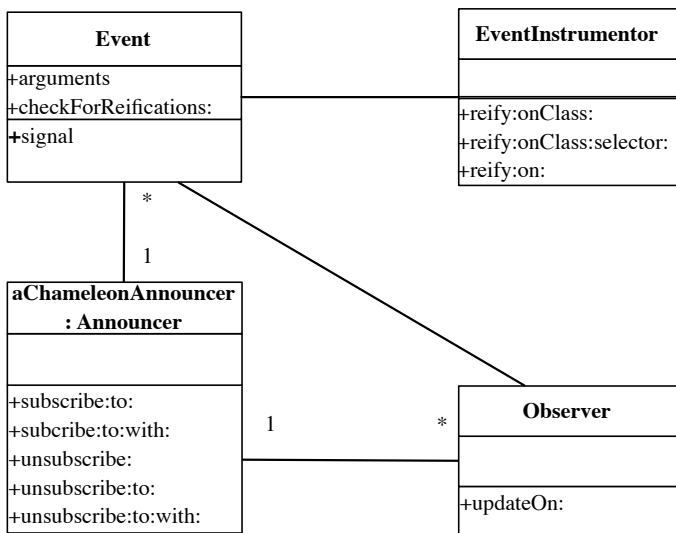 Event
+arguments
+checkForReifications:
+signal
EventInstrumentor
+reify:onClass:
+reify:onClass:selector:
+reify:on:
*
1
aChameleonAnnouncer
: Announcer
+subscribe:to:
+subcribe:to:with:
+unsubscribe:
+unsubscribe:to:
+unsubscribe:to:with:
1
*
Observer
+updateOn: